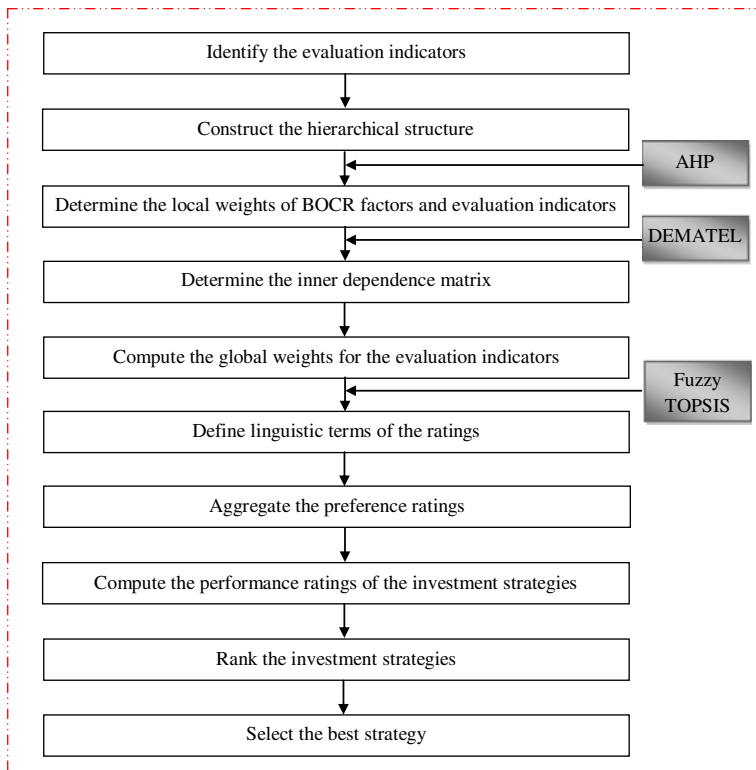 Identify the evaluation indicators
Construct the hierarchical structure
AHP
Determine the local weights of BOCR factors and evaluation indicators
DEMATEL
Determine the inner dependence matrix
Compute the global weights for the evaluation indicators
Fuzzy
TOPSIS
Define linguistic terms of the ratings
Aggregate the preference ratings
Compute the performance ratings of the investment strategies
Rank the investment strategies
Select the best strategy